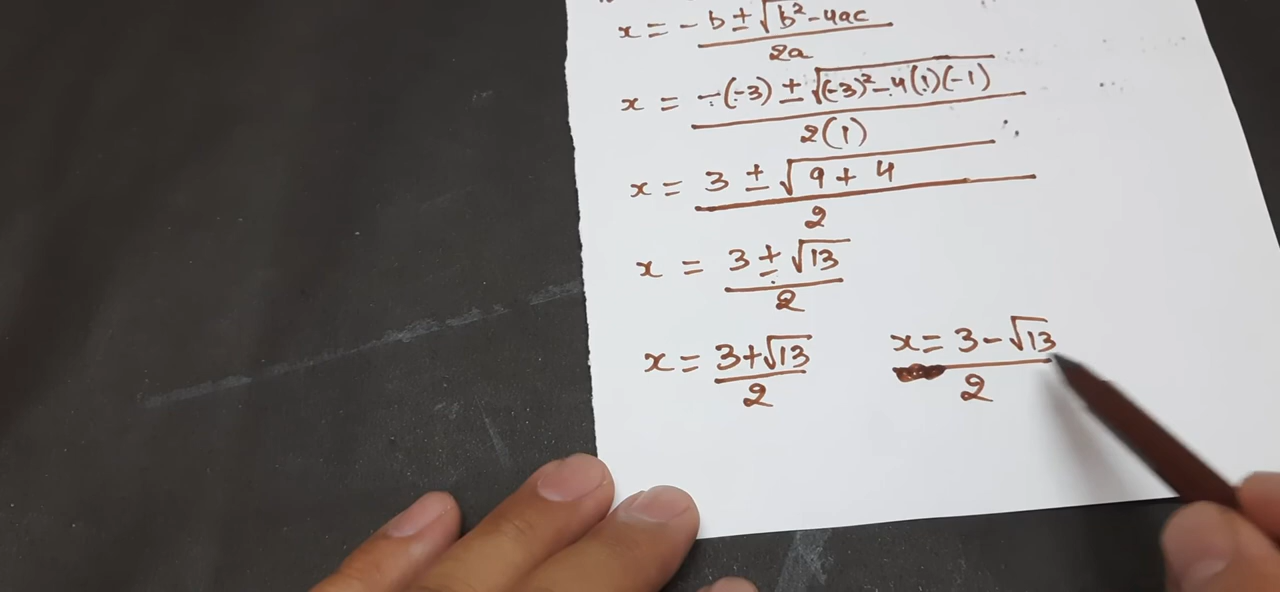 x = -b ± √b² - 4ac / 2a
x = -(-3) ± √(-3)² - 4(1)(-1) / 2(1)
x = 3 ± √9 + 4 / 2
x = 3 ± √13 / 2
x = 3 + √13 / 2 x = 3 - √13 / 2